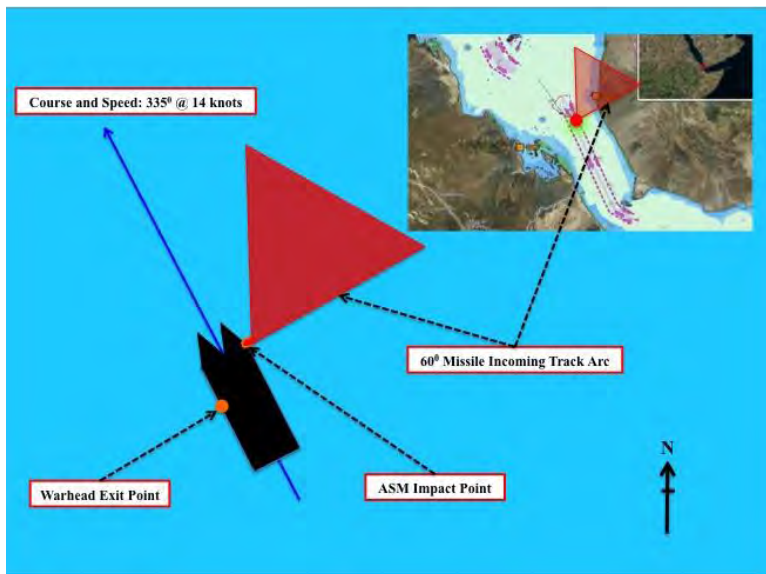 Course and Speed: 335⁰ @ 14 knots
60⁰ Missile Incoming Track Arc
Warhead Exit Point
ASM Impact Point
N